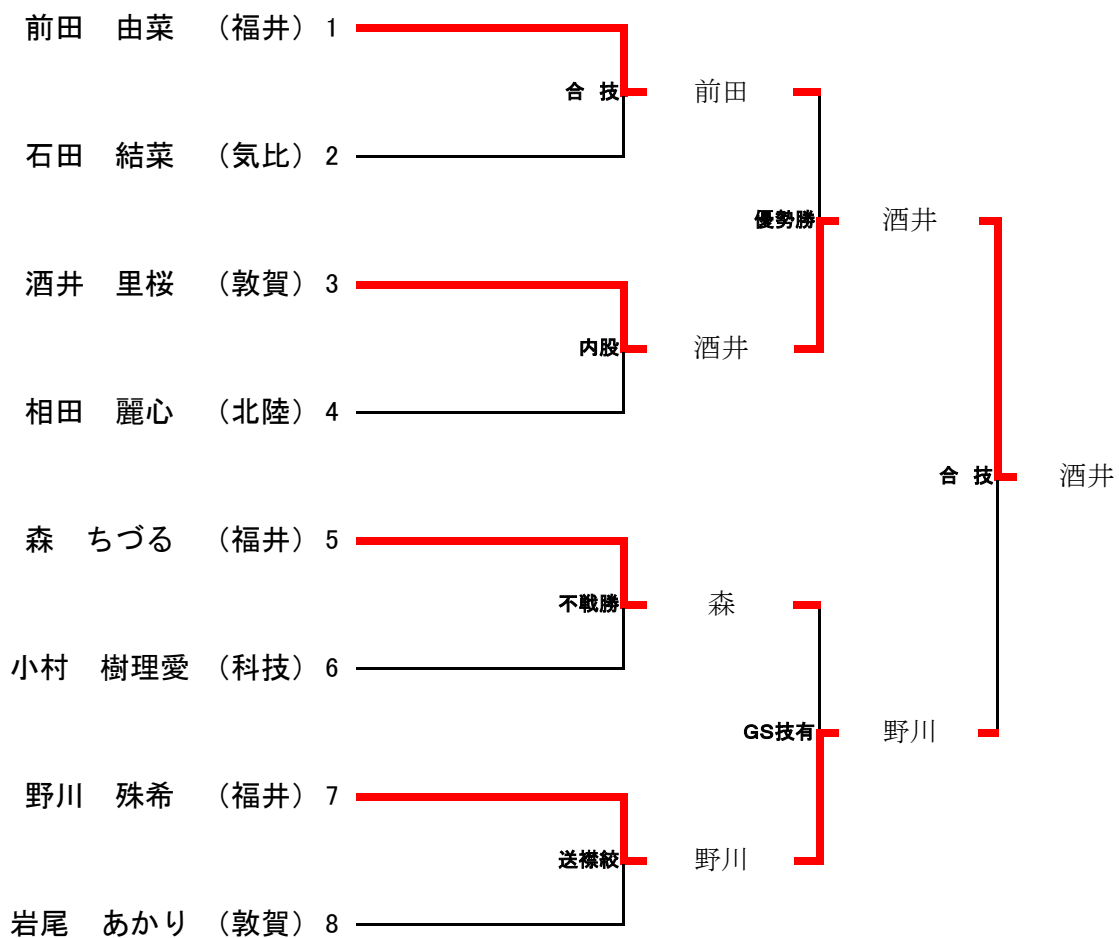 前田　由菜　（福井） 1
合 技　前田
石田　結菜　（気比） 2
優勢勝　酒井
酒井　里桜　（敦賀） 3
内股　酒井
相田　麗心　（北陸） 4
合 技　酒井
森　ちづる　（福井） 5
不戦勝　森
小村　樹理愛　（科技） 6
GS技有　野川
野川　殊希　（福井） 7
送襟絞　野川
岩尾　あかり　（敦賀） 8